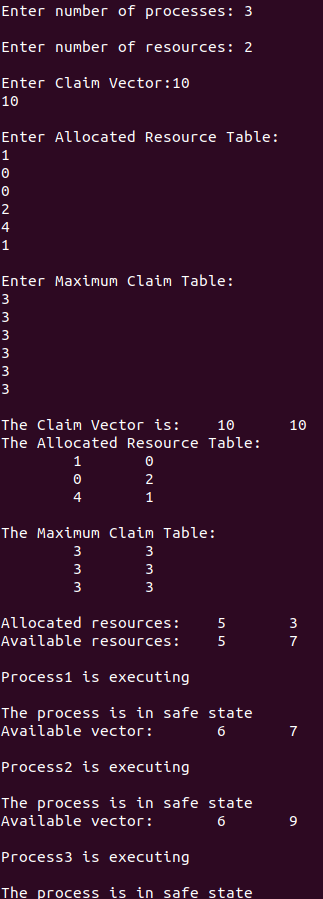 Enter number of processes: 3
Enter number of resources: 2
Enter Claim Vector:10
10
Enter Allocated Resource Table:
1
0
0
2
4
1
Enter Maximum Claim Table:
3
3
3
3
3
3
The Claim Vector is: 10 10
The Allocated Resource Table:
1 0
0 2
4 1
The Maximum Claim Table:
3 3
3 3
3 3
Allocated resources: 5 3
Available resources: 5 7
Process1 is executing
The process is in safe state
Available vector: 6 7
Process2 is executing
The process is in safe state
Available vector: 6 9
Process3 is executing
The process is in safe state